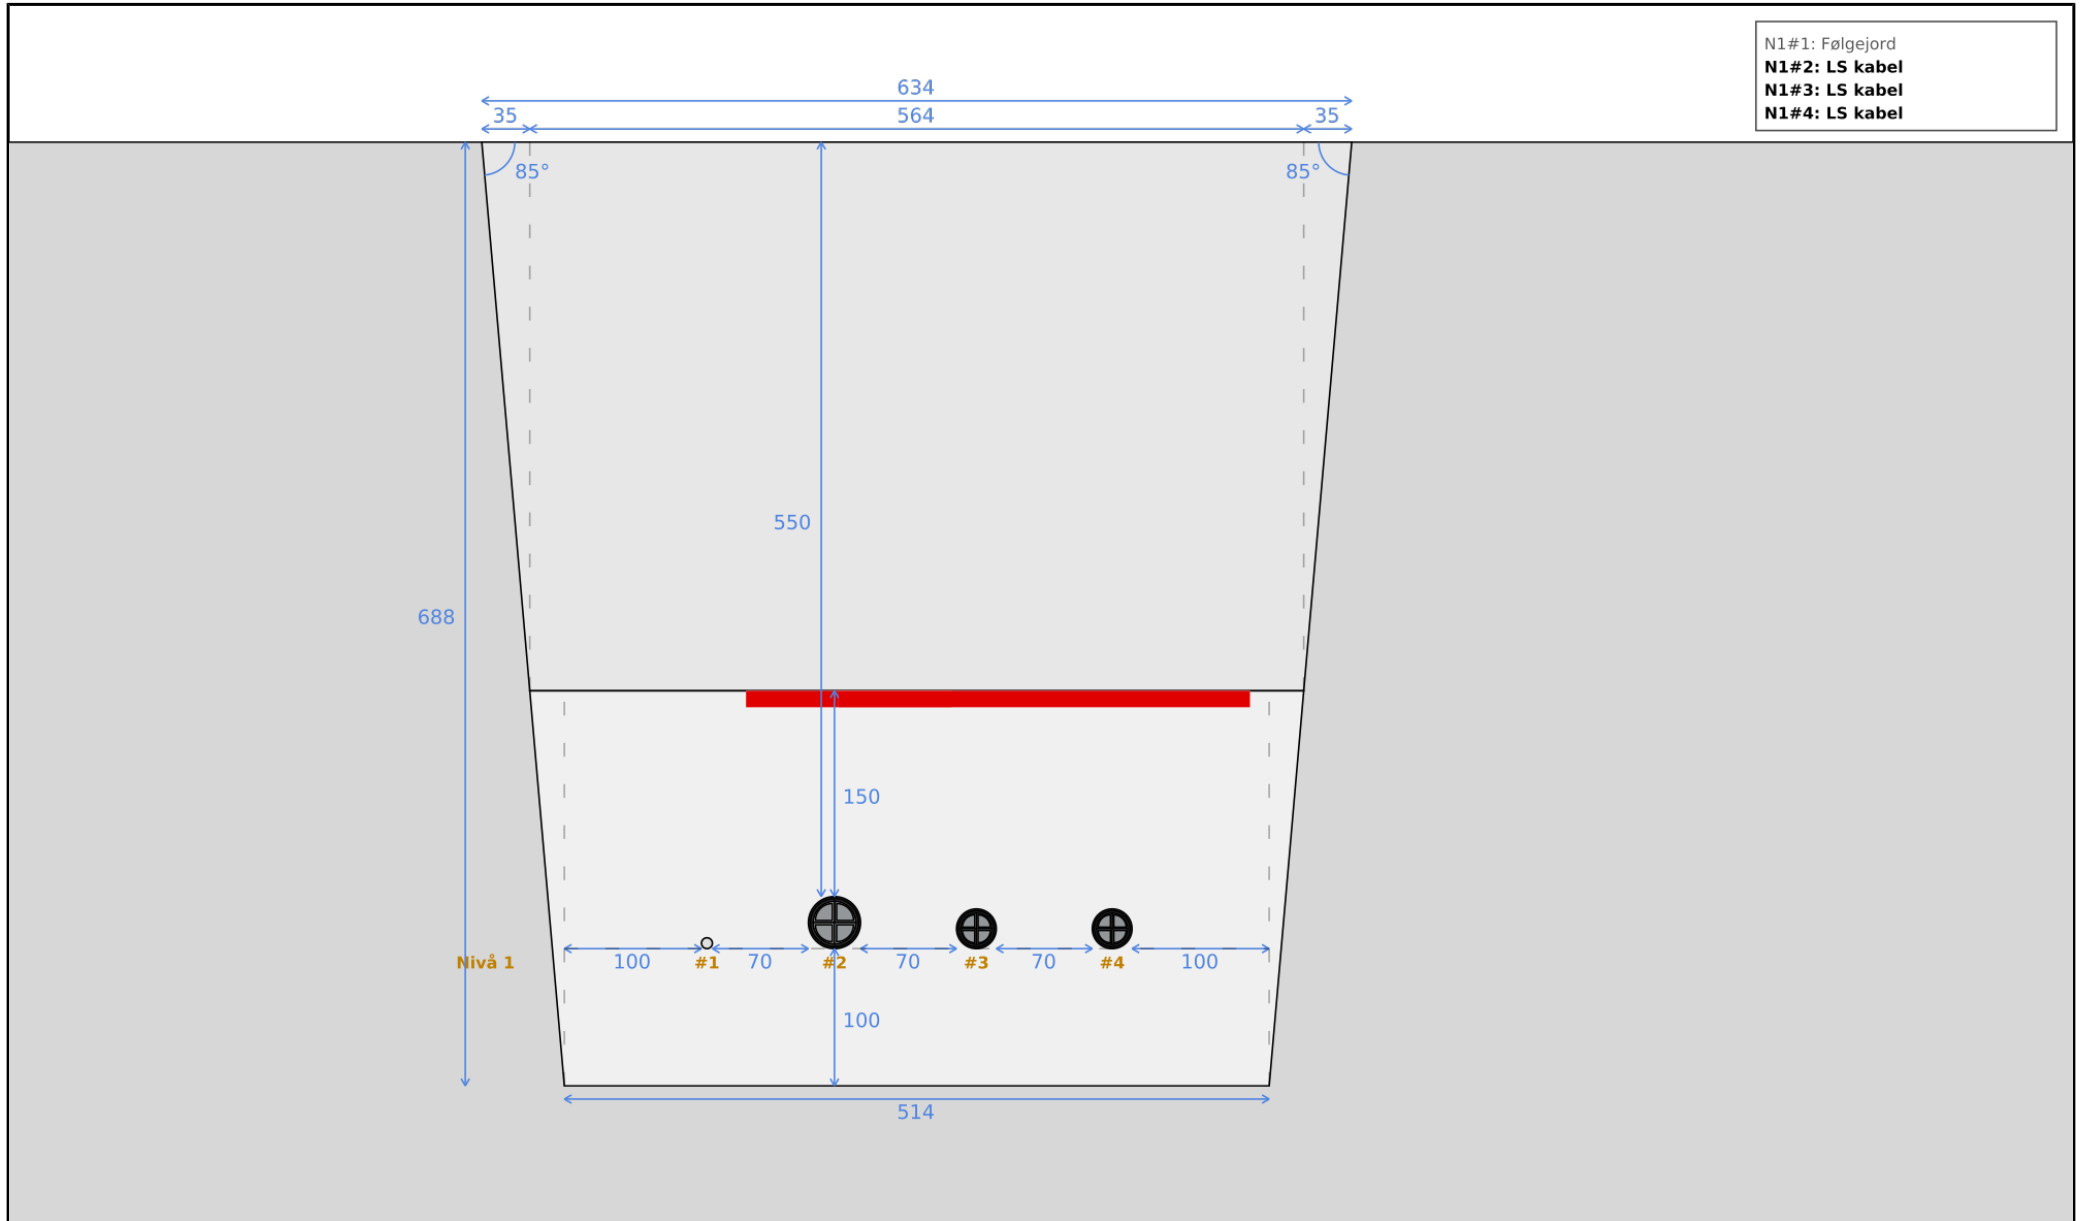 N1#1: Følgejord
N1#2: LS kabel
N1#3: LS kabel
N1#4: LS kabel
634
35 564 35
85° 85°
550
688
150
Nivå 1 100 #1 70 #2 70 #3 70 #4 100
100
514